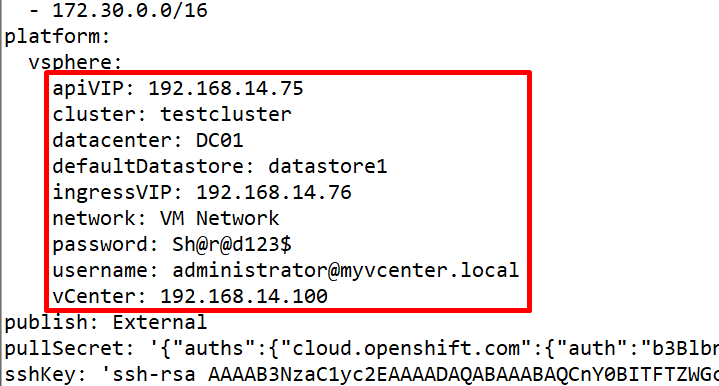 - 172.30.0.0/16
platform:
vsphere:
apiVIP: 192.168.14.75
cluster: testcluster
datacenter: DC01
defaultDatastore: datastore1
ingressVIP: 192.168.14.76
network: VM Network
password: Sh@r@d123$
username: administrator@myvcenter.local
vCenter: 192.168.14.100
publish: External
pullSecret: '{"auths":{"cloud.openshift.com":{"auth":"b3Blbn
sshKey: 'ssh-rsa AAAAB3NzaC1yc2EAAAADAQABAAABAQCnY0BITFTZWGc